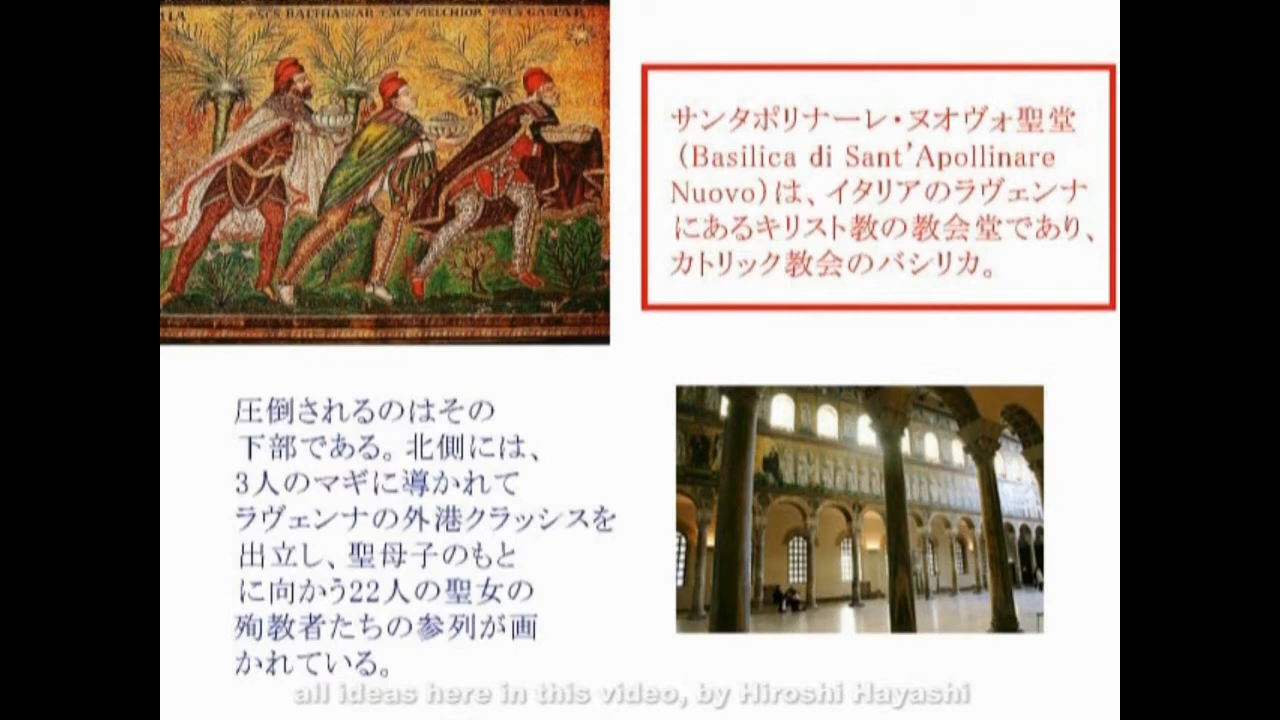 +SCS BALTHASSAR +SCS MELCHIOR +SCS GASPAR
サンタポリナーレ・ヌオヴォ聖堂
（Basilica di Sant'Apollinare
Nuovo）は、イタリアのラヴェンナ
にあるキリスト教の教会堂であり、
カトリック教会のバシリカ。
圧倒されるのはその
下部である。北側には、
3人のマギに導かれて
ラヴェンナの外港クラッシスを
出立し、聖母子のもと
に向かう22人の聖女の
殉教者たちの参列が画
かれている。
all ideas here in this video, by Hiroshi Hayashi